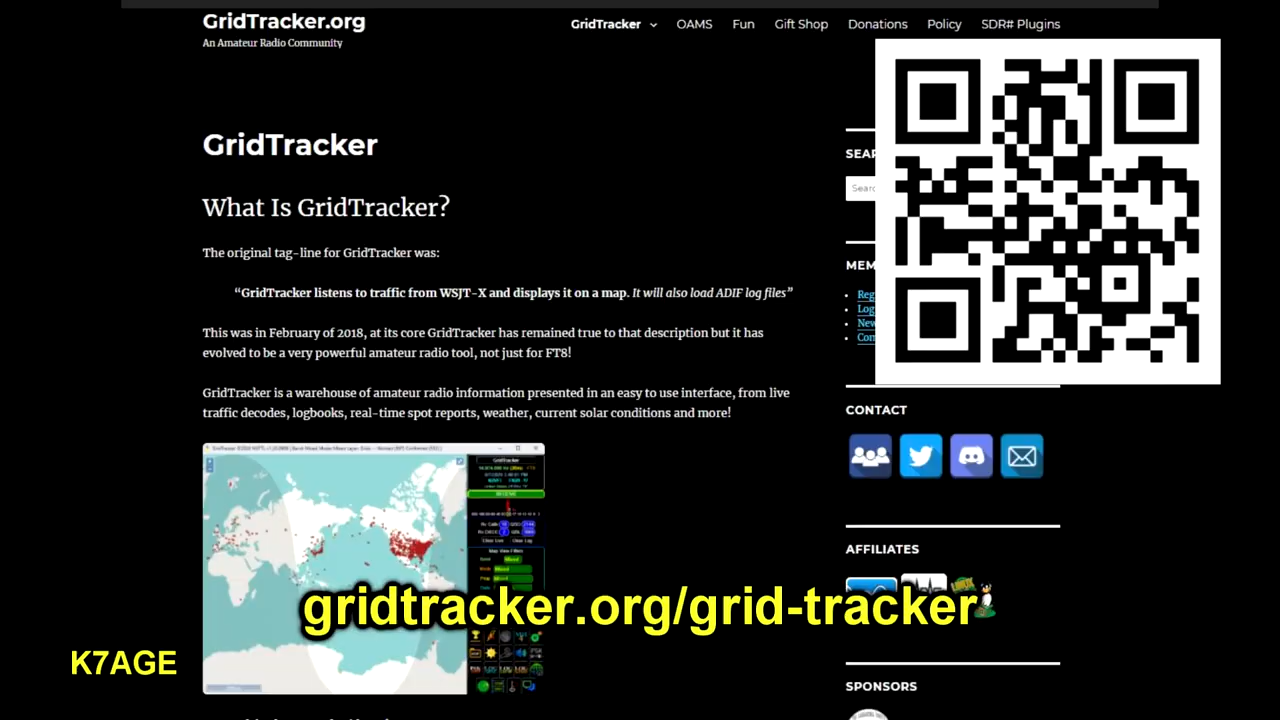 GridTracker.org
An Amateur Radio Community
GridTracker OAMS Fun Gift Shop Donations Policy SDR# Plugins
GridTracker
What Is GridTracker?
The original tag-line for GridTracker was:
“GridTracker listens to traffic from WSJT-X and displays it on a map. It will also load ADIF log files”
This was in February of 2018, at its core GridTracker has remained true to that description but it has
evolved to be a very powerful amateur radio tool, not just for FT8!
GridTracker is a warehouse of amateur radio information presented in an easy to use interface, from live
traffic decodes, logbooks, real-time spot reports, weather, current solar conditions and more!
GridTracker
RECEIVE
Map View Filters
gridtracker.org/grid-tracker
K7AGE
CONTACT
AFFILIATES
SPONSORS